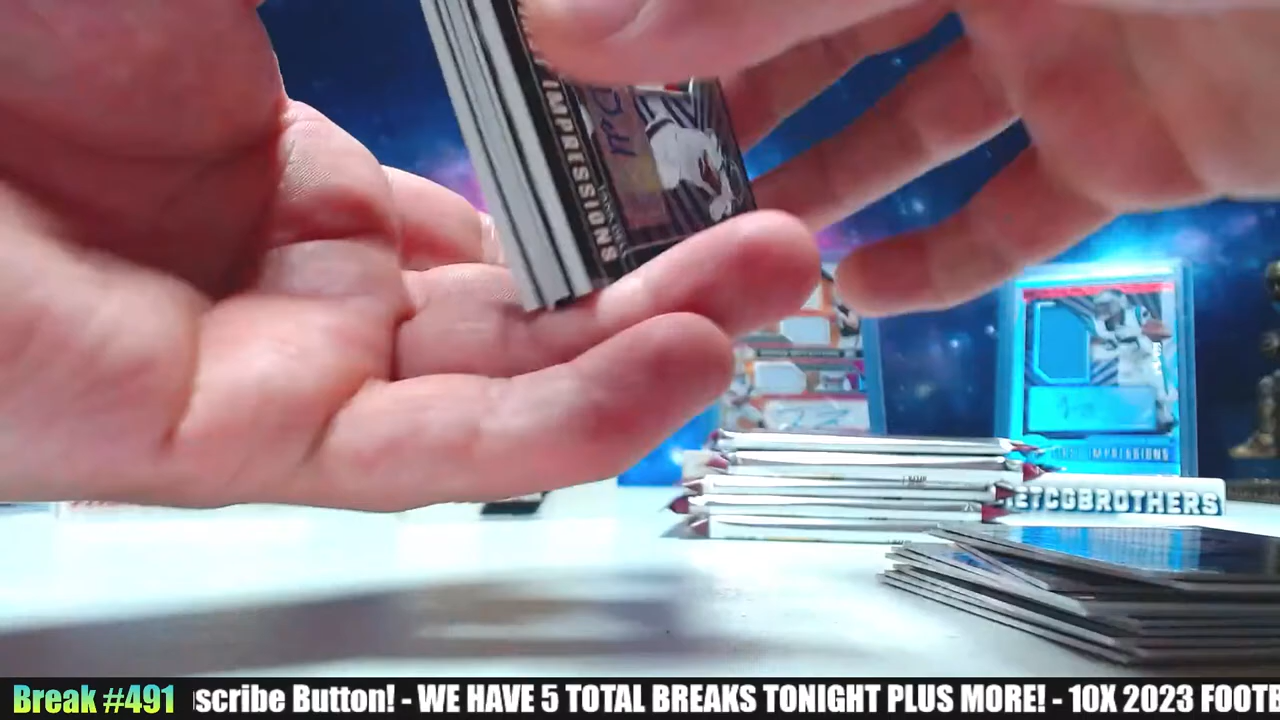 IMPRESSIONS
IMPRESSIONS
ETCGBROTHERS
Break #491
scribe Button! - WE HAVE 5 TOTAL BREAKS TONIGHT PLUS MORE! - 10X 2023 FOOTB